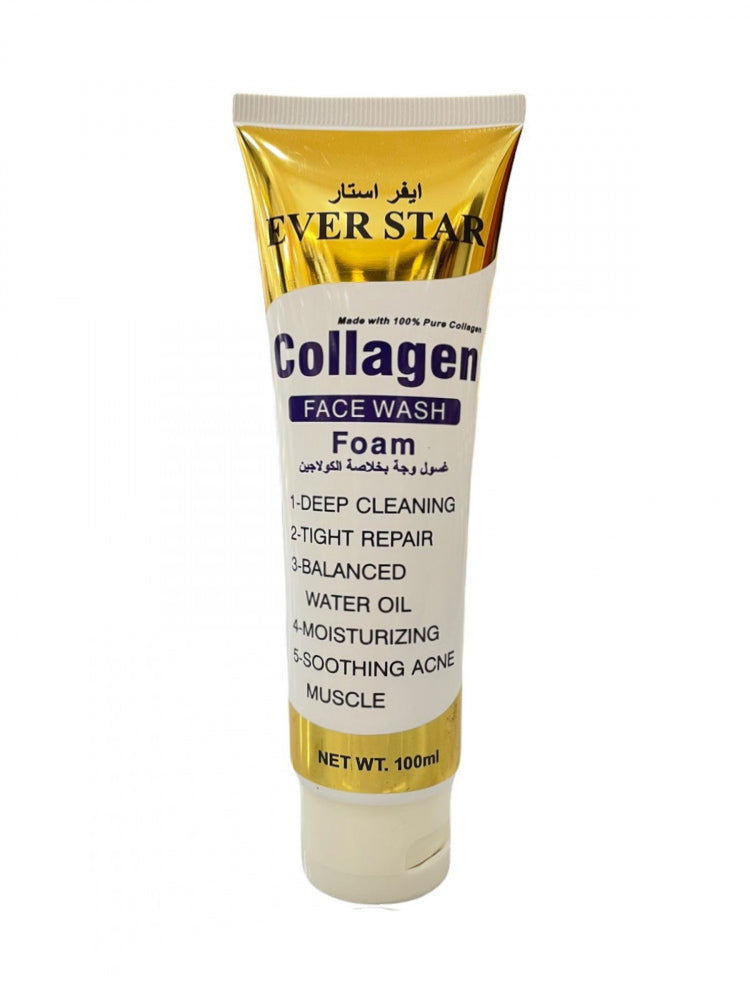 ايفر استار
EVER STAR
Made with 100% Pure Collagen
Collagen
FACE WASH
Foam
غسول وجة بخلاصة الكولاجين
1-DEEP CLEANING
2-TIGHT REPAIR
3-BALANCED
WATER OIL
4-MOISTURIZING
5-SOOTHING ACNE
MUSCLE
NET WT. 100ml